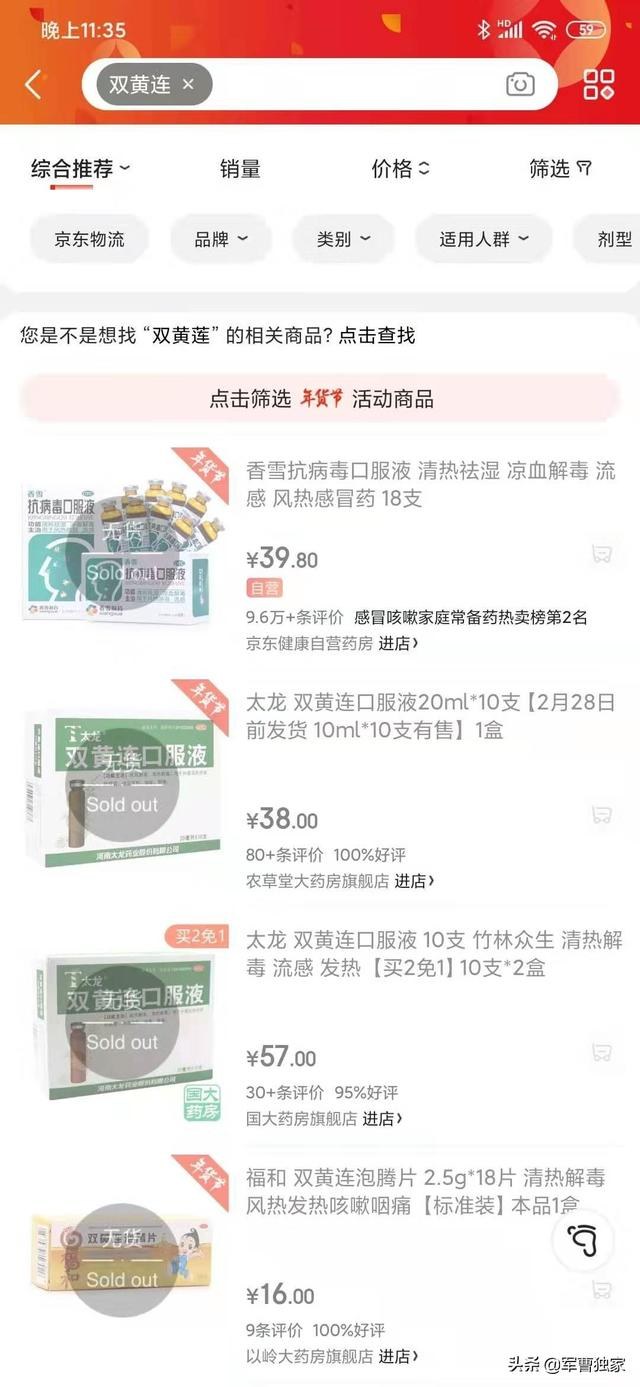 晚上11:35
HD
59
双黄连 ×
综合推荐
销量
价格
筛选
京东物流
品牌
类别
适用人群
剂型
您是不是想找“双黄莲”的相关商品? 点击查找
点击筛选 年货节 活动商品
年货节
香雪
抗病毒口服液
无货
Sold out
抗病毒口服液
香雪抗病毒口服液 清热祛湿 凉血解毒 流
感 风热感冒药 18支
¥39.80
自营
9.6万+条评价 感冒咳嗽家庭常备药热卖榜第2名
京东健康自营药房 进店›
年货节
太龙
双黄连口服液
无货
Sold out
河南太龙药业股份有限公司
太龙 双黄连口服液20ml*10支【2月28日
前发货 10ml*10支有售】1盒
¥38.00
80+条评价 100%好评
农草堂大药房旗舰店 进店›
买2免1
太龙
双黄连口服液
无货
Sold out
河南太龙药业股份有限公司
国大
药房
太龙 双黄连口服液 10支 竹林众生 清热解
毒 流感 发热【买2免1】10支*2盒
¥57.00
30+条评价 95%好评
国大药房旗舰店 进店›
年货节
双黄连泡腾片
无货
Sold out
福和 双黄连泡腾片 2.5g*18片 清热解毒
风热发热咳嗽咽痛【标准装】本品1盒
¥16.00
9条评价 100%好评
以岭大药房旗舰店 进店›
头条 @军曹独家